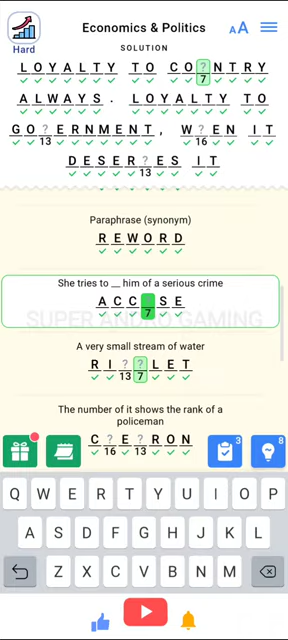 Economics & Politics
AA
Hard
SOLUTION
LOYALTY TO CO?NTRY
7
ALWAYS. LOYALTY TO
GO?ERNMENT, W?EN IT
13 16
DESER?ES IT
13
Paraphrase (synonym)
REWORD
She tries to __ him of a serious crime
ACC SE
7
SUPER ANDRO GAMING
A very small stream of water
RI??LET
13 7
The number of it shows the rank of a
policeman
C?E?RON
16 13
3
8
Q W E R T Y U I O P
A S D F G H J K L
Z X C V B N M